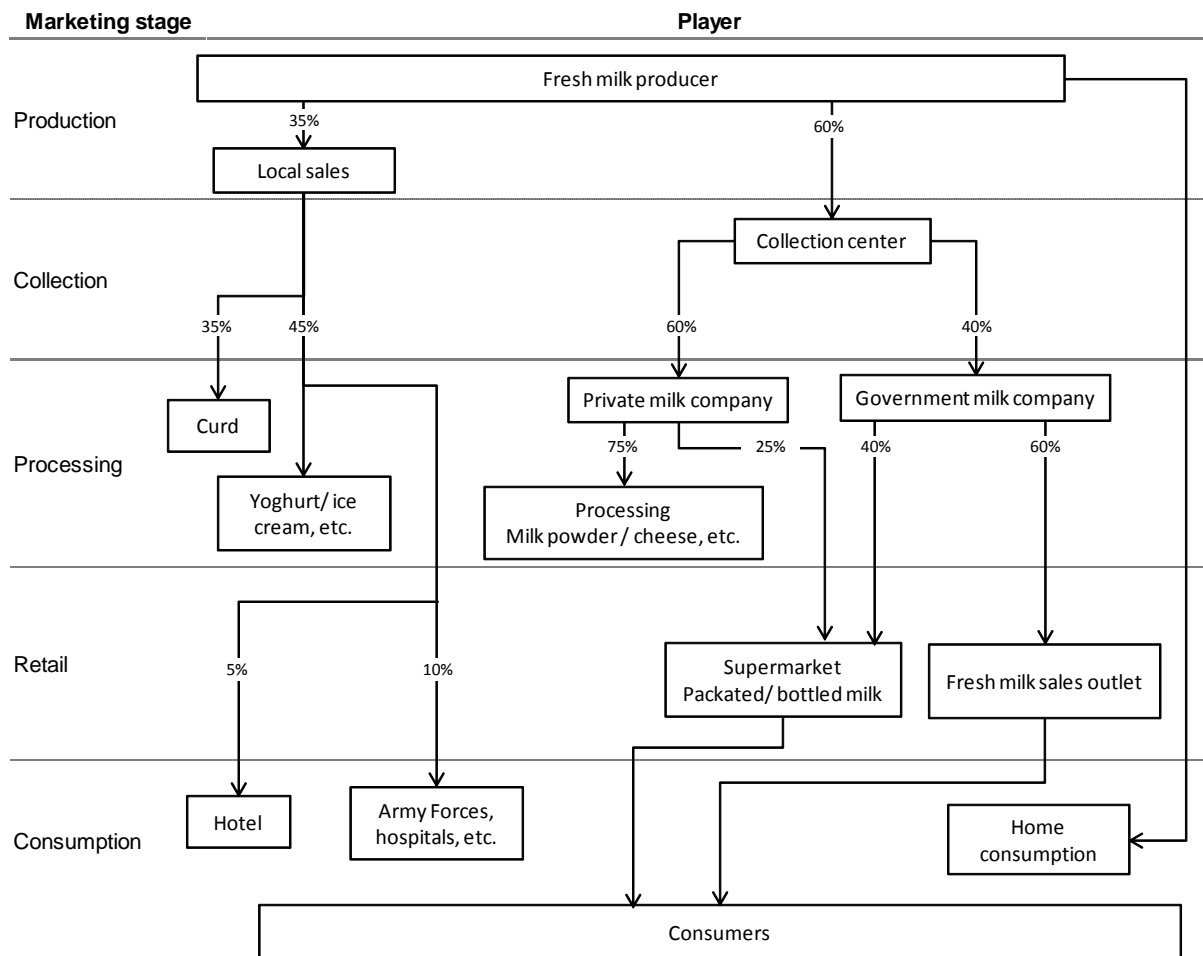 Marketing stage
Player
Fresh milk producer
Production
35%
60%
Local sales
Collection center
Collection
35%
45%
60%
40%
Private milk company
Government milk company
Curd
75%
25%
40%
60%
Processing
Yoghurt/ ice
cream, etc.
Processing
Milk powder / cheese, etc.
Retail
5%
10%
Supermarket
Packated/ bottled milk
Fresh milk sales outlet
Hotel
Army Forces,
hospitals, etc.
Home
consumption
Consumption
Consumers